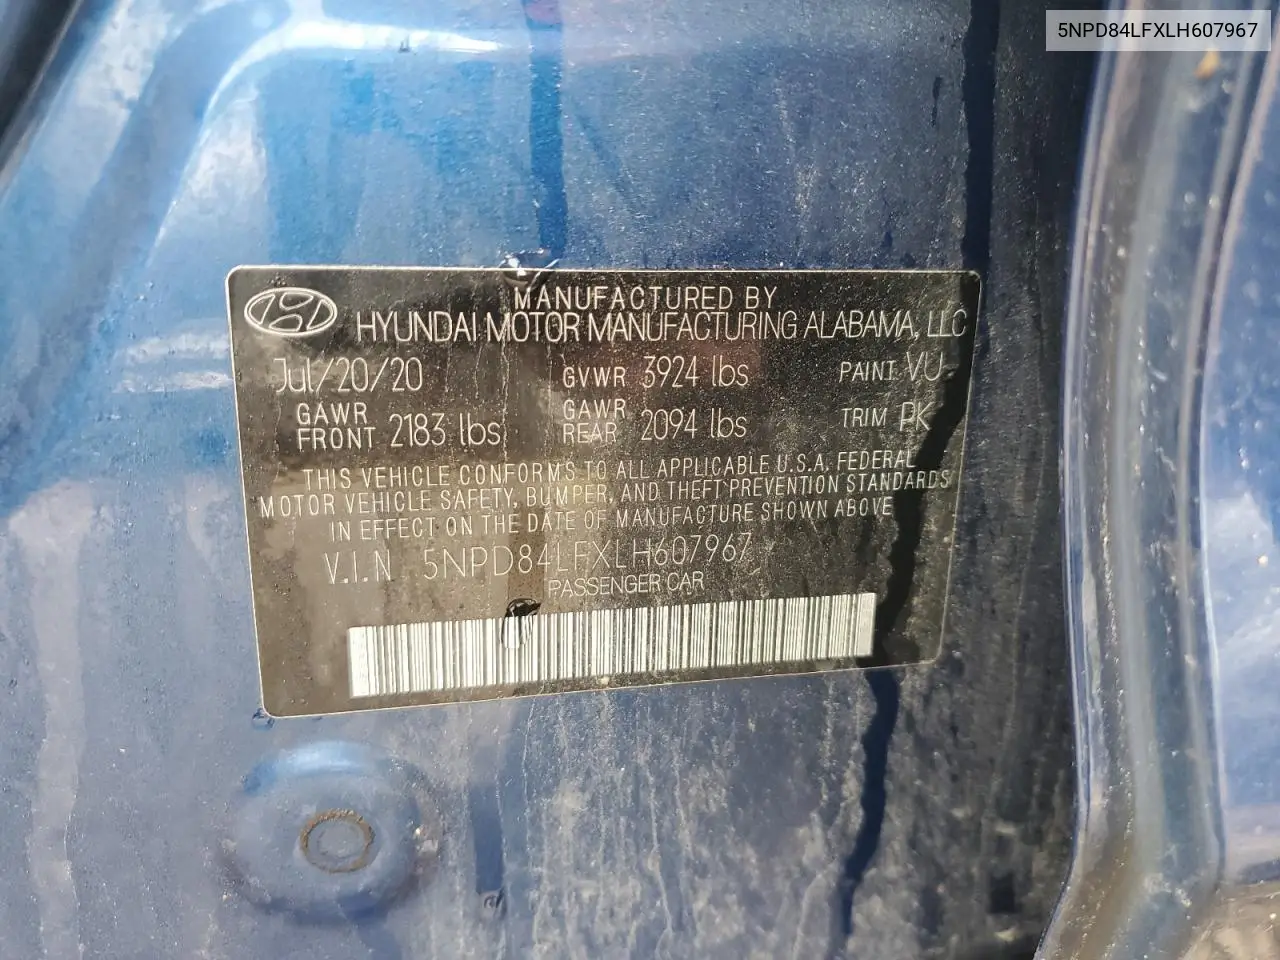 5NPD84LFXLH607967
MANUFACTURED BY
HYUNDAI MOTOR MANUFACTURING ALABAMA, LLC
Jul/20/20 GVWR 3924 lbs PAINT VU
GAWR FRONT 2183 lbs GAWR REAR 2094 lbs TRIM PK
THIS VEHICLE CONFORMS TO ALL APPLICABLE U.S.A. FEDERAL
MOTOR VEHICLE SAFETY, BUMPER, AND THEFT PREVENTION STANDARDS
IN EFFECT ON THE DATE OF MANUFACTURE SHOWN ABOVE
V.I.N 5NPD84LFXLH607967
PASSENGER CAR